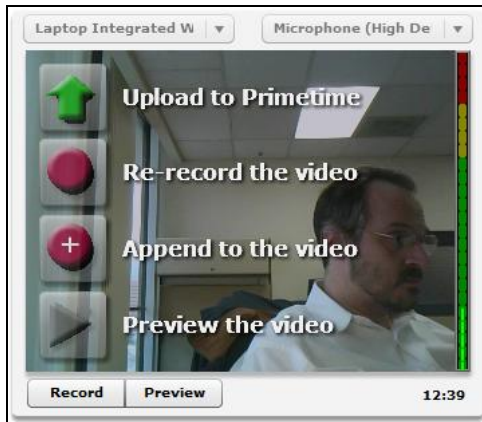 Laptop Integrated W
Microphone (High De
Upload to Primetime
Re-record the video
Append to the video
Preview the video
Record
Preview
12:39